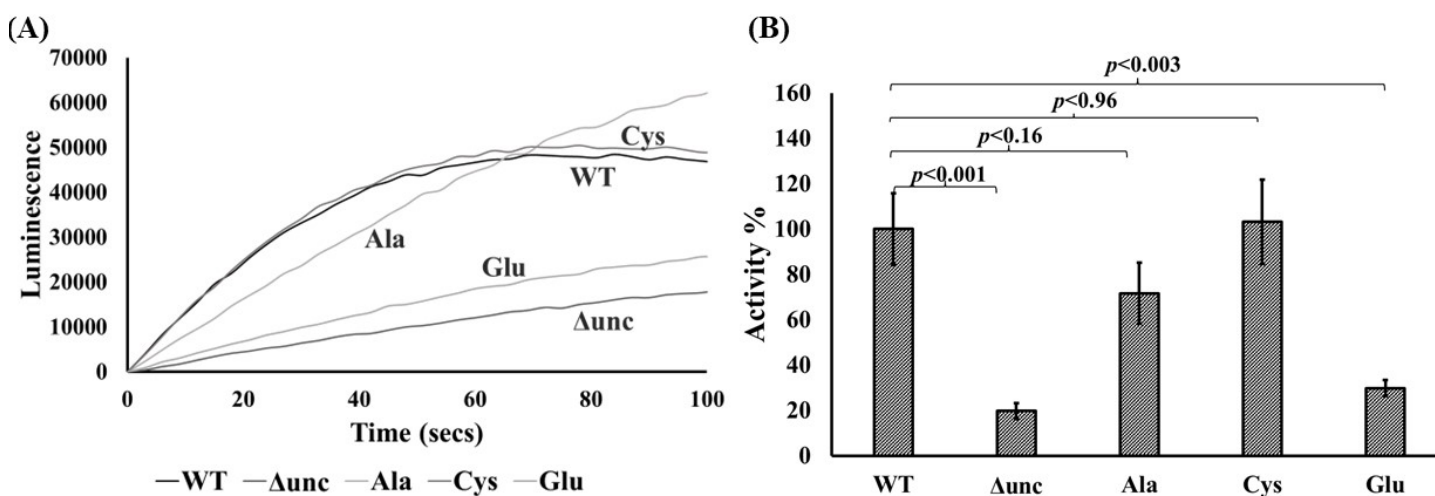 (A)
70000
60000
50000
40000
30000
20000
10000
0
Luminescence
Cys
WT
Ala
Glu
Δunc
0 20 40 60 80 100
Time (secs)
WT Δunc Ala Cys Glu
(B)
160
140
120
100
80
60
40
20
0
Activity %
p<0.003
p<0.96
p<0.16
p<0.001
WT Δunc Ala Cys Glu